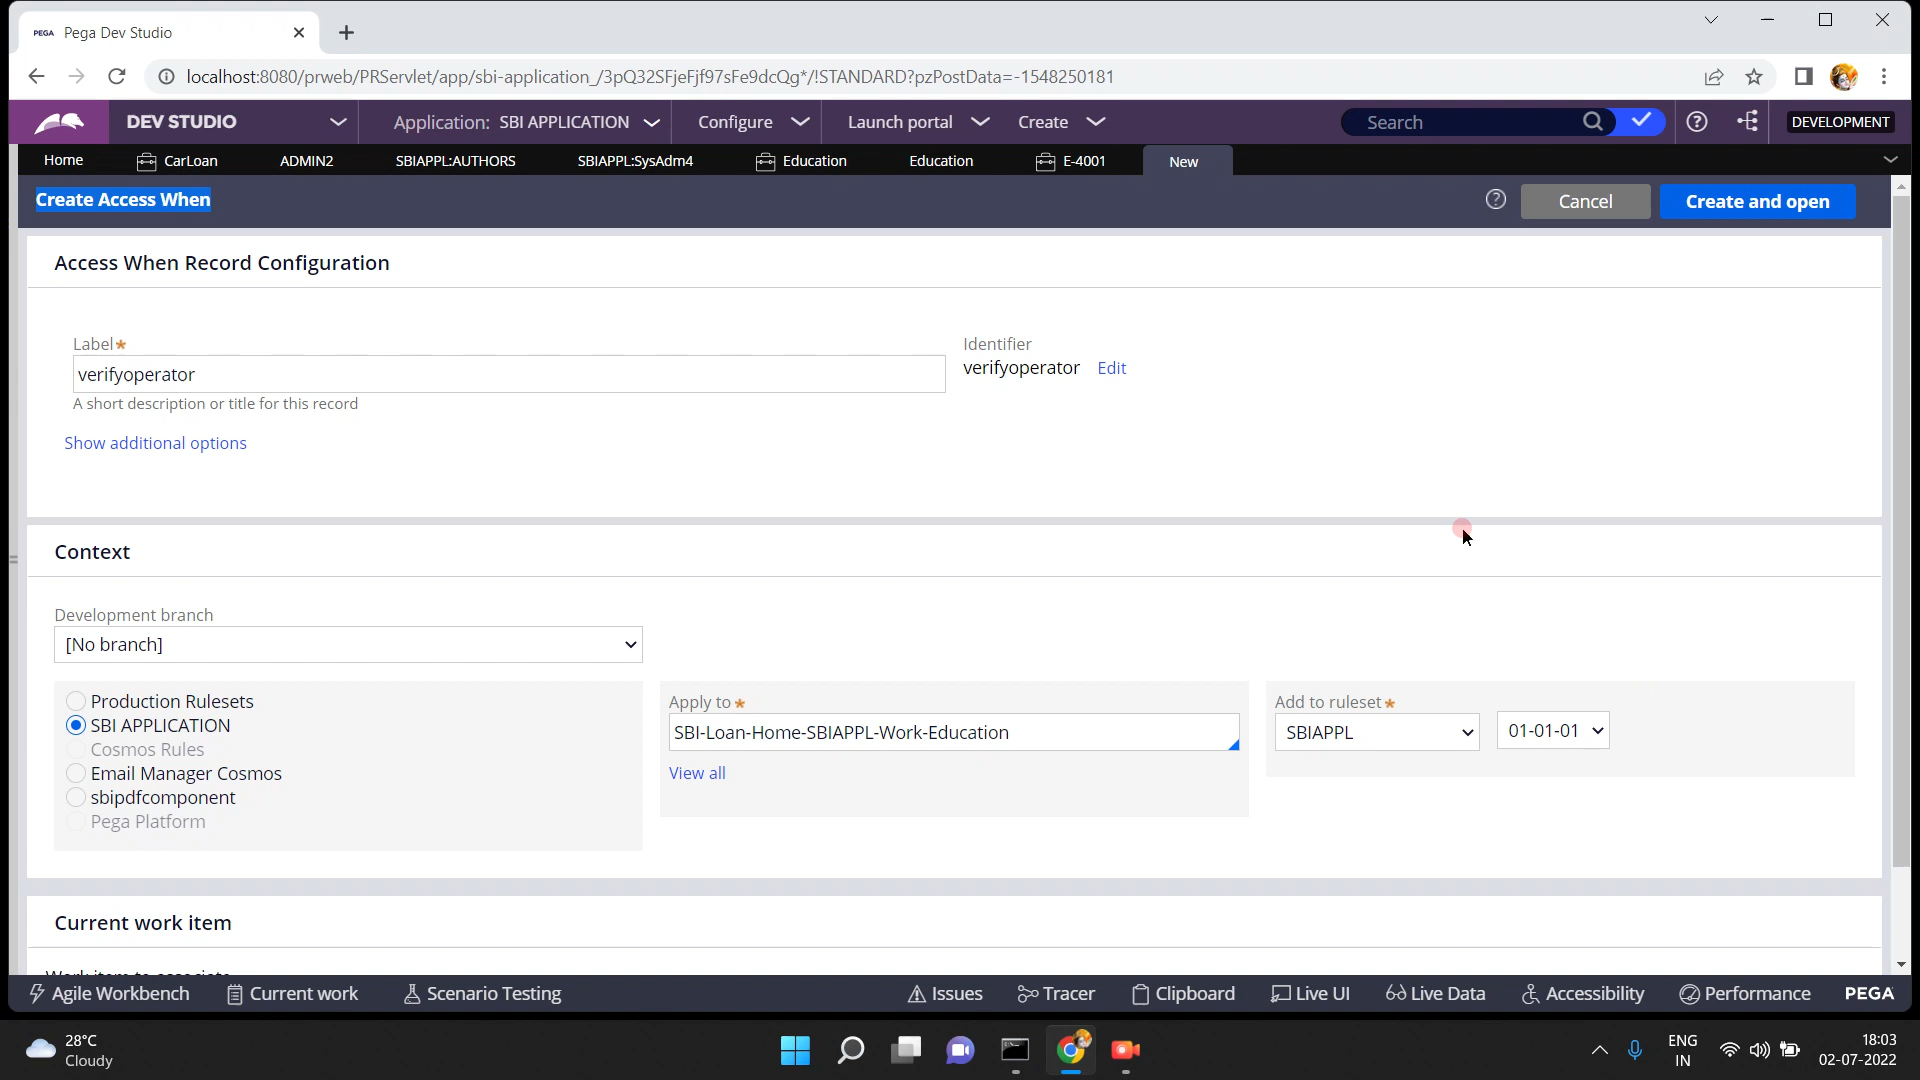 PEGA Pega Dev Studio
localhost:8080/prweb/PRServlet/app/sbi-application_/3pQ32SFjeFjf97sFe9dcQg*/!STANDARD?pzPostData=-1548250181
DEV STUDIO Application: SBI APPLICATION Configure Launch portal Create Search DEVELOPMENT
Home CarLoan ADMIN2 SBIAPPL:AUTHORS SBIAPPL:SysAdm4 Education Education E-4001 New
Create Access When Cancel Create and open
Access When Record Configuration
Label* Identifier
verifyoperator verifyoperator Edit
A short description or title for this record
Show additional options
Context
Development branch
[No branch]
Production Rulesets
SBI APPLICATION
Cosmos Rules
Email Manager Cosmos
sbipdfcomponent
Pega Platform
Apply to*
SBI-Loan-Home-SBIAPPL-Work-Education
View all
Add to ruleset*
SBIAPPL 01-01-01
Current work item
Agile Workbench Current work Scenario Testing Issues Tracer Clipboard Live UI Live Data Accessibility Performance PEGA
28°C
Cloudy
ENG
IN
18:03
02-07-2022